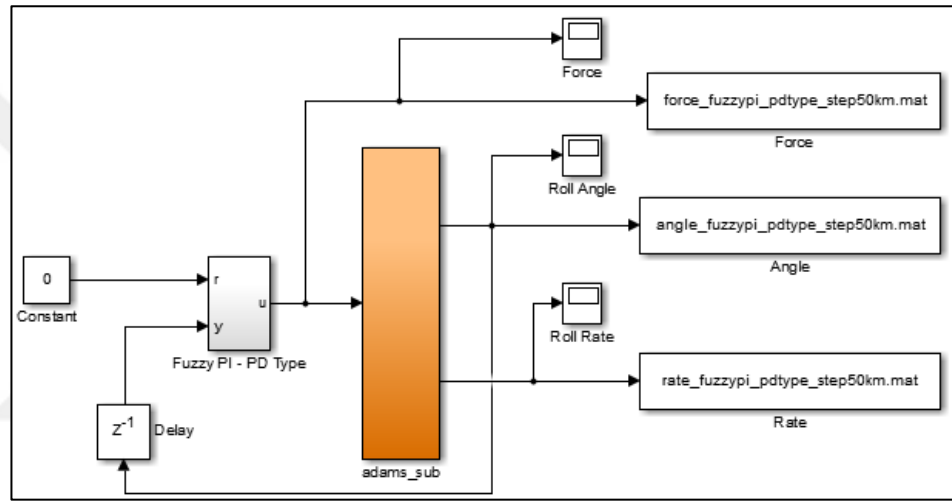 Force
force_fuzzypi_pdtype_step50km.mat
Force
Roll Angle
angle_fuzzypi_pdtype_step50km.mat
Angle
0
Constant
r
y
u
Fuzzy PI - PD Type
Roll Rate
rate_fuzzypi_pdtype_step50km.mat
Rate
Z⁻¹
Delay
adams_sub